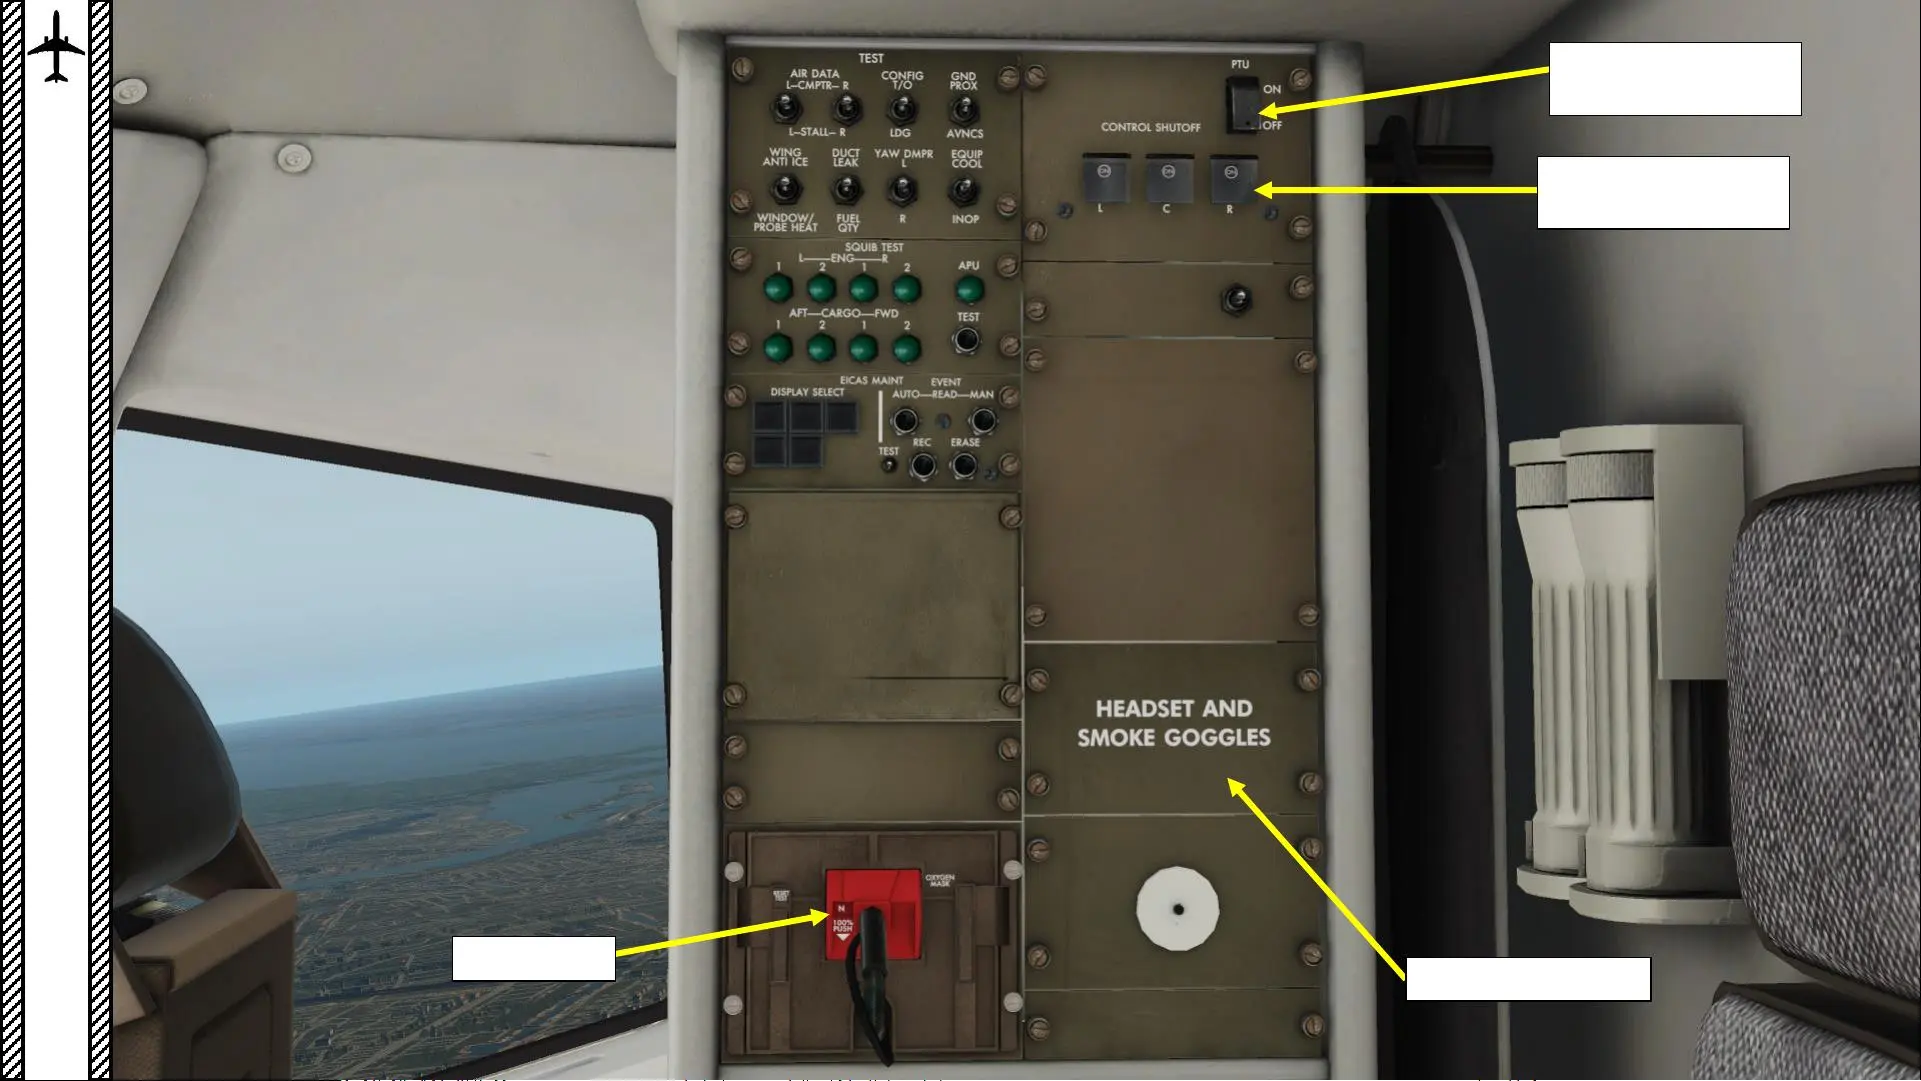 TEST
AIR DATA
L–CMPTR–R
CONFIG
T/O
GND
PROX
L–STALL–R
LDG
AVNCS
WING
ANTI ICE
DUCT
LEAK
YAW DMPR
L
EQUIP
COOL
WINDOW/
PROBE HEAT
FUEL
QTY
R
INOP
SQUIB TEST
L——ENG——R
1 2 1 2
APU
AFT—CARGO—FWD
1 2 1 2
TEST
EICAS MAINT
DISPLAY SELECT
EVENT
AUTO—READ—MAN
TEST
REC
ERASE
RESET
TEST
N
100%
PUSH
OXYGEN
MASK
PTU
ON
OFF
CONTROL SHUTOFF
ON ON ON
L C R
HEADSET AND
SMOKE GOGGLES